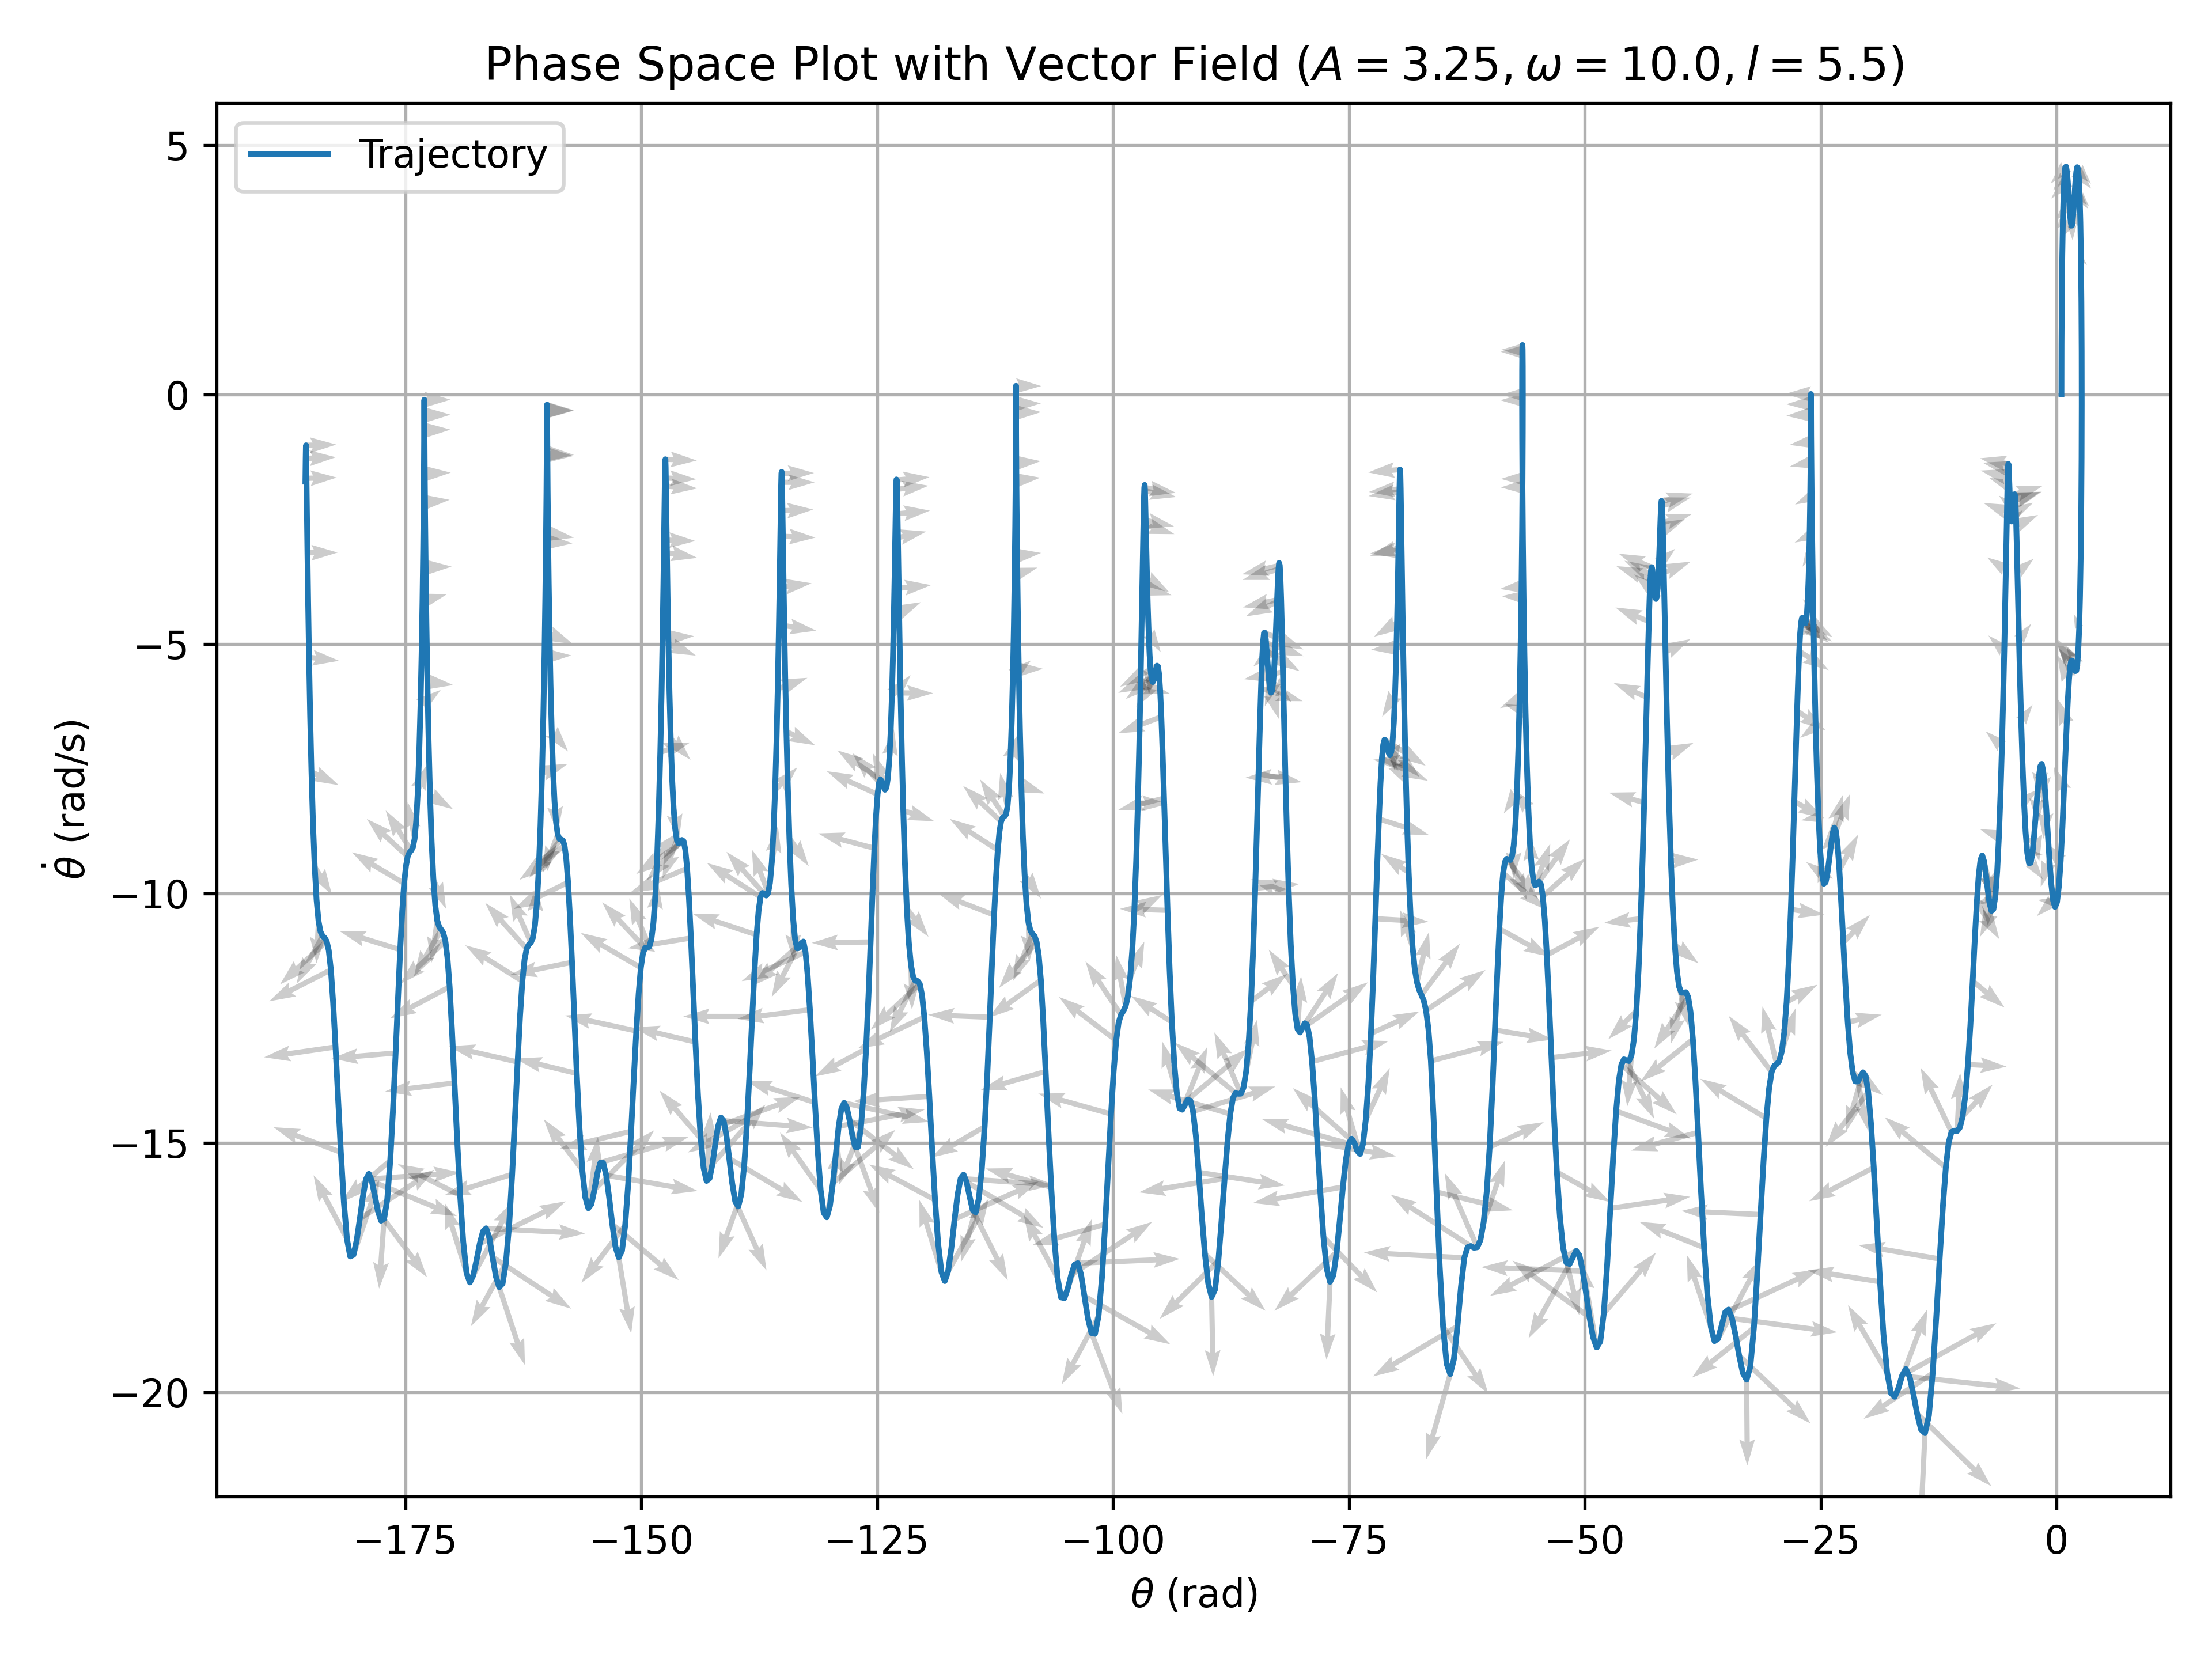 Phase Space Plot with Vector Field (A = 3.25, ω = 10.0, l = 5.5)
Trajectory
5
0
−5
−10
−15
−20
θ̇ (rad/s)
−175 −150 −125 −100 −75 −50 −25 0
θ (rad)